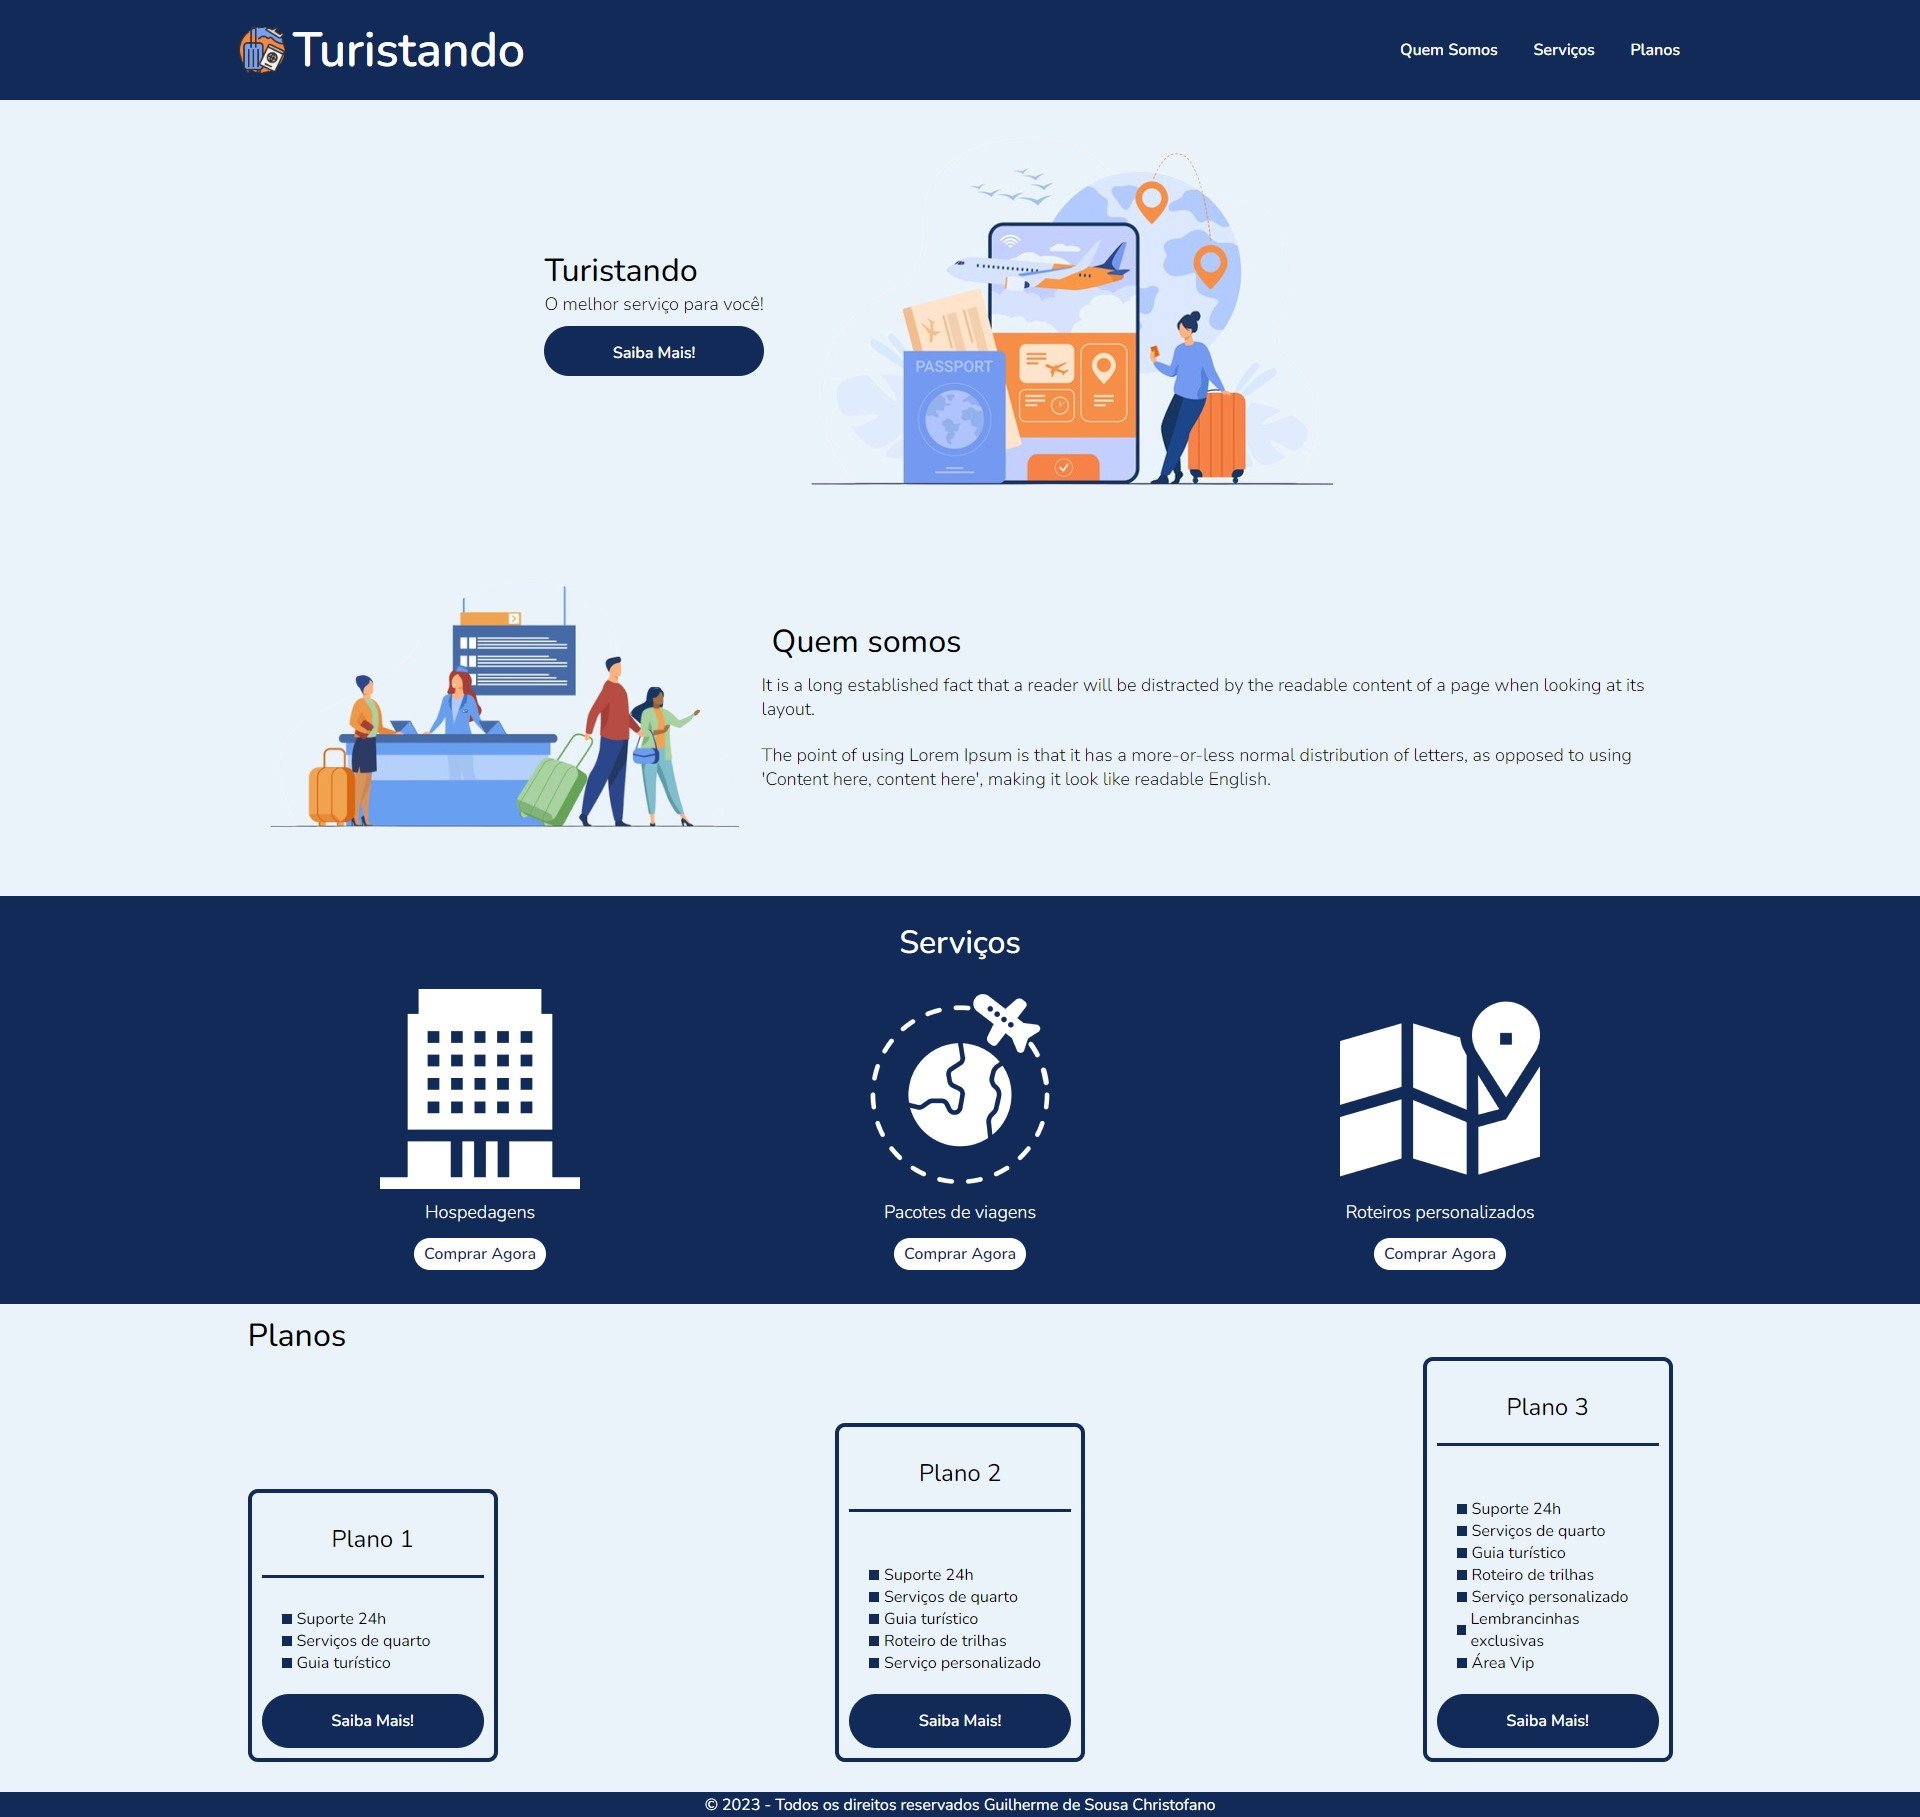 Turistando
Quem Somos
Serviços
Planos
Turistando
O melhor serviço para você!
Saiba Mais!
PASSPORT
Quem somos
It is a long established fact that a reader will be distracted by the readable content of a page when looking at its
layout.
The point of using Lorem Ipsum is that it has a more-or-less normal distribution of letters, as opposed to using
'Content here, content here', making it look like readable English.
Serviços
Hospedagens
Comprar Agora
Pacotes de viagens
Comprar Agora
Roteiros personalizados
Comprar Agora
Planos
Plano 1
Suporte 24h
Serviços de quarto
Guia turístico
Saiba Mais!
Plano 2
Suporte 24h
Serviços de quarto
Guia turístico
Roteiro de trilhas
Serviço personalizado
Saiba Mais!
Plano 3
Suporte 24h
Serviços de quarto
Guia turístico
Roteiro de trilhas
Serviço personalizado
Lembrancinhas
exclusivas
Área Vip
Saiba Mais!
© 2023 - Todos os direitos reservados Guilherme de Sousa Christofano